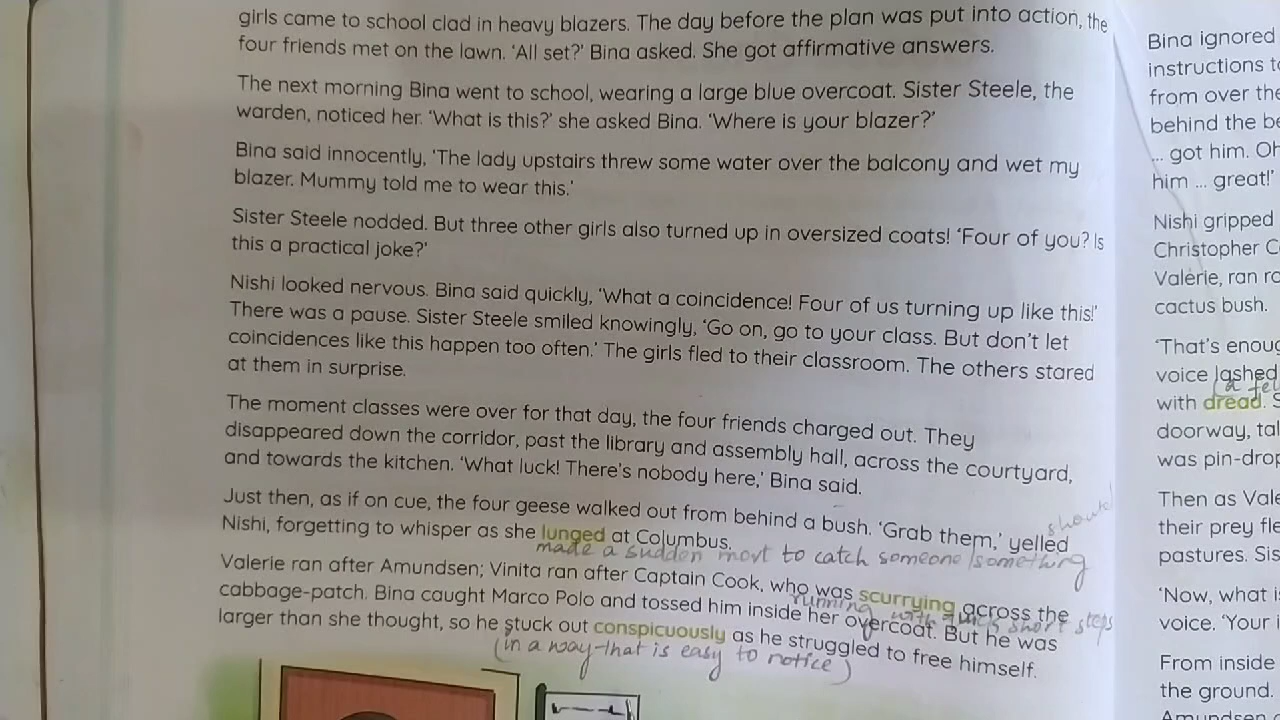 girls came to school clad in heavy blazers. The day before the plan was put into action, the
four friends met on the lawn. ‘All set?’ Bina asked. She got affirmative answers.
The next morning Bina went to school, wearing a large blue overcoat. Sister Steele, the
warden, noticed her. ‘What is this?’ she asked Bina. ‘Where is your blazer?’
Bina said innocently, ‘The lady upstairs threw some water over the balcony and wet my
blazer. Mummy told me to wear this.’
Sister Steele nodded. But three other girls also turned up in oversized coats! ‘Four of you? Is
this a practical joke?’
Nishi looked nervous. Bina said quickly, ‘What a coincidence! Four of us turning up like this!’
There was a pause. Sister Steele smiled knowingly, ‘Go on, go to your class. But don’t let
coincidences like this happen too often.’ The girls fled to their classroom. The others stared
at them in surprise.
The moment classes were over for that day, the four friends charged out. They
disappeared down the corridor, past the library and assembly hall, across the courtyard,
and towards the kitchen. ‘What luck! There’s nobody here,’ Bina said.
Just then, as if on cue, the four geese walked out from behind a bush. ‘Grab them,’ yelled
Nishi, forgetting to whisper as she lunged at Columbus.
made a sudden movt to catch someone/something
Valerie ran after Amundsen; Vinita ran after Captain Cook, who was scurrying across the
running with quick short steps
cabbage-patch. Bina caught Marco Polo and tossed him inside her overcoat. But he was
larger than she thought, so he stuck out conspicuously as he struggled to free himself.
(in a way that is easy to notice)
Bina ignored
instructions
from over the
behind the
... got him.
him ... great!’
Nishi gripped
Christopher
Valerie, ran
cactus bush.
‘That’s
voice lashed
(a
with dread.
doorway,
was
Then as
their prey
pastures.
‘Now, what
voice. ‘Your
From inside
the ground.
Amundsen